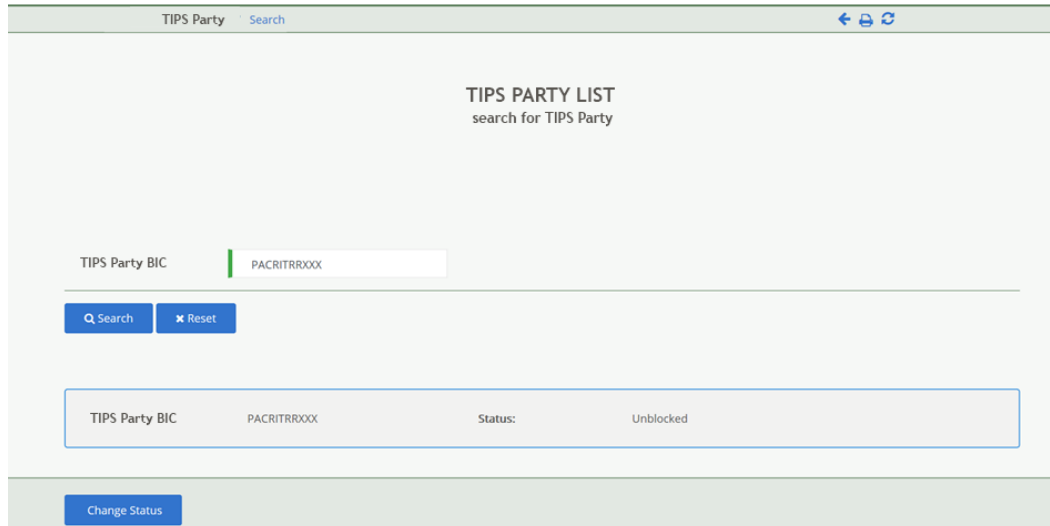 TIPS Party Search
TIPS PARTY LIST
search for TIPS Party
TIPS Party BIC PACRITRRXXX
Search Reset
TIPS Party BIC PACRITRRXXX Status: Unblocked
Change Status